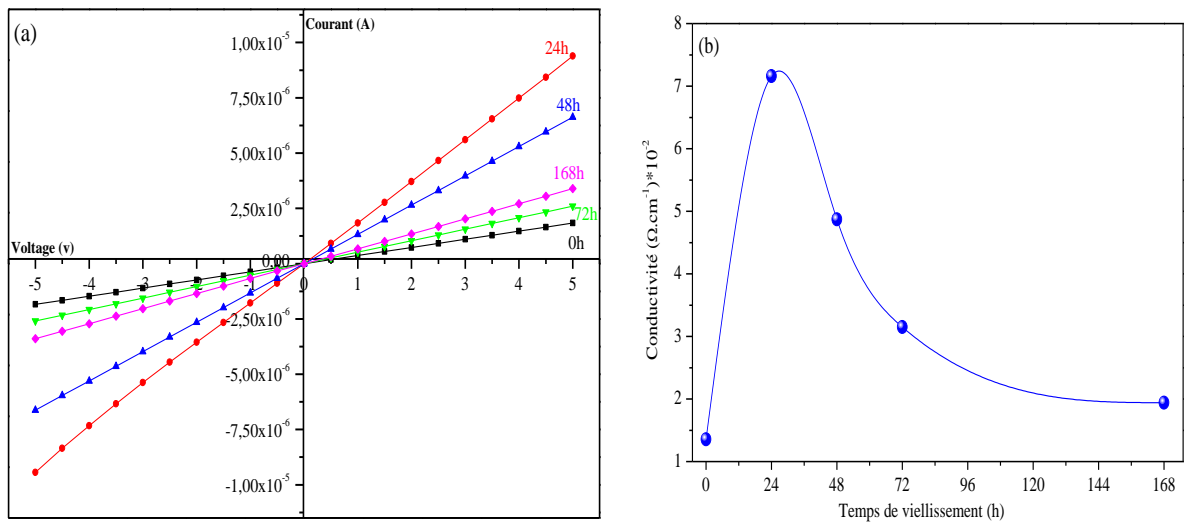 (a)
Courant (A)
1,00x10⁻⁵
24h
7,50x10⁻⁶
48h
5,00x10⁻⁶
168h
2,50x10⁻⁶
72h
Voltage (v)
0h
0,00
-5 -4 -3 -2 -1 0 1 2 3 4 5
-2,50x10⁻⁶
-5,00x10⁻⁶
-7,50x10⁻⁶
-1,00x10⁻⁵
(b)
8
7
6
5
4
3
2
1
Conductivité (Ω.cm⁻¹)*10⁻²
0 24 48 72 96 120 144 168
Temps de viellissement (h)